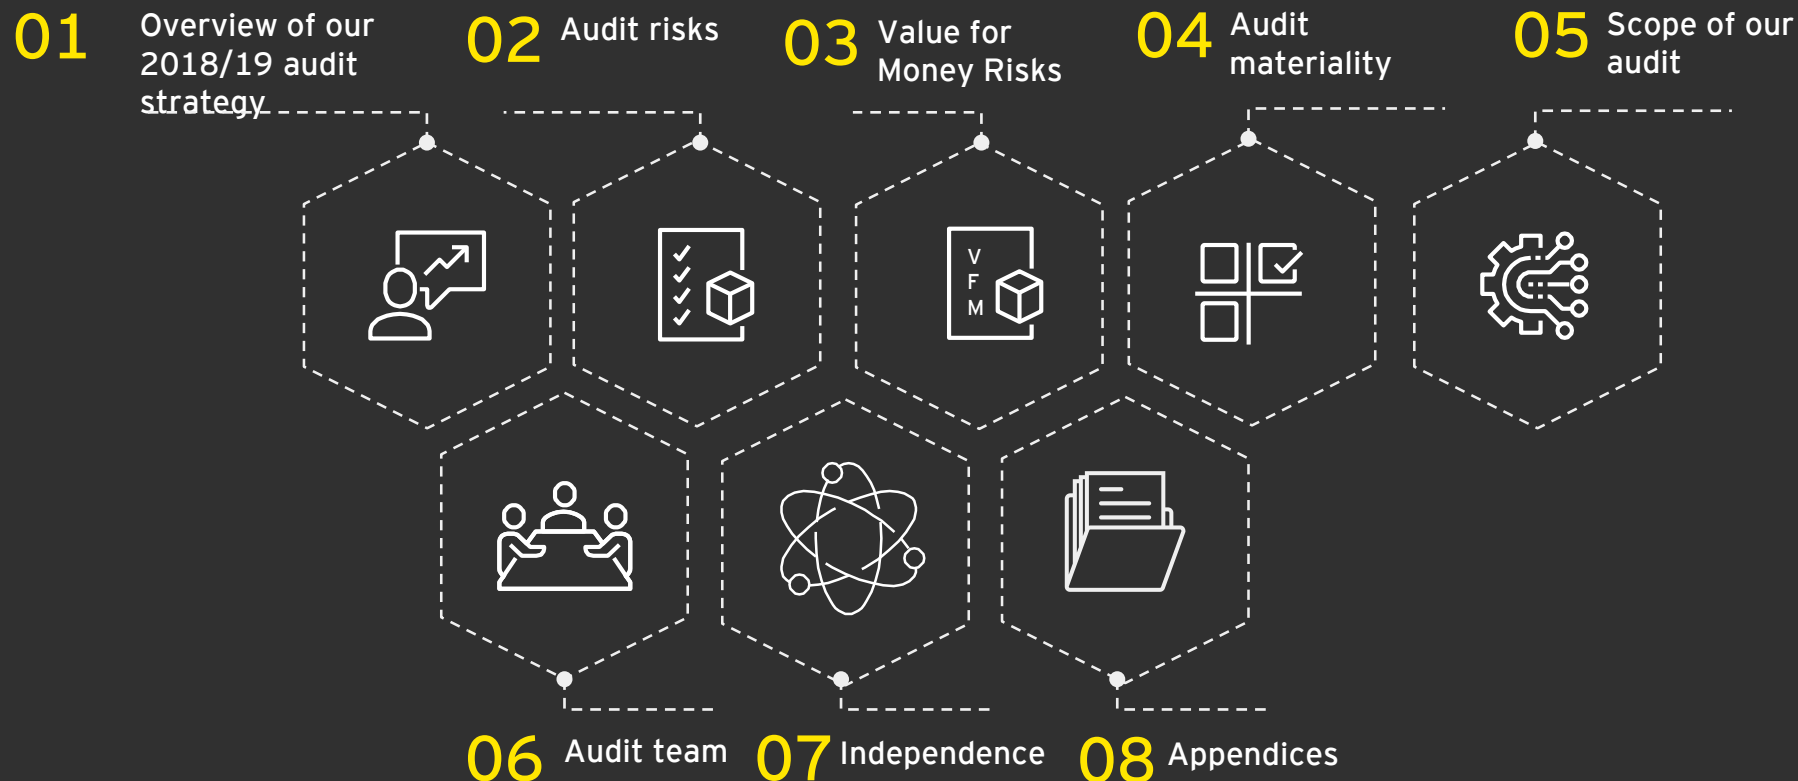 01
Overview of our
2018/19 audit
strategy
02
Audit risks
03
Value for
Money Risks
04
Audit
materiality
05
Scope of our
audit
V
F
M
06
Audit team
07
Independence
08
Appendices